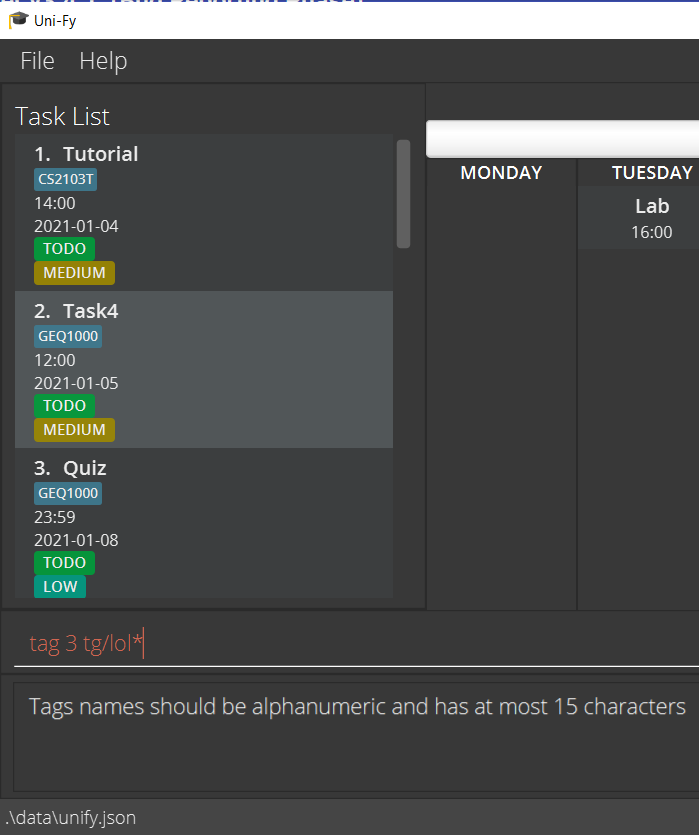 Uni-Fy
File Help
Task List
1. Tutorial
CS2103T
14:00
2021-01-04
TODO
MEDIUM
2. Task4
GEQ1000
12:00
2021-01-05
TODO
MEDIUM
3. Quiz
GEQ1000
23:59
2021-01-08
TODO
LOW
MONDAY TUESDAY
Lab
16:00
tag 3 tg/lol*
Tags names should be alphanumeric and has at most 15 characters
.\data\unify.json